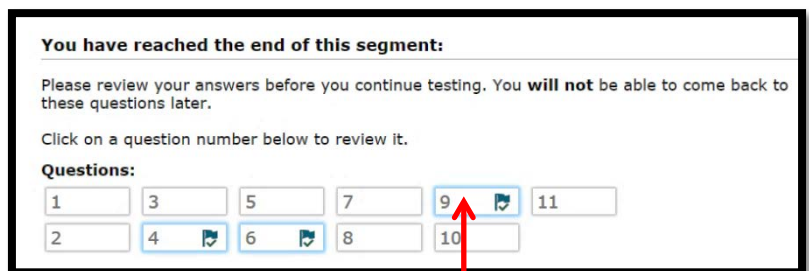 You have reached the end of this segment:
Please review your answers before you continue testing. You will not be able to come back to
these questions later.
Click on a question number below to review it.
Questions:
1 3 5 7 9 11
2 4 6 8 10